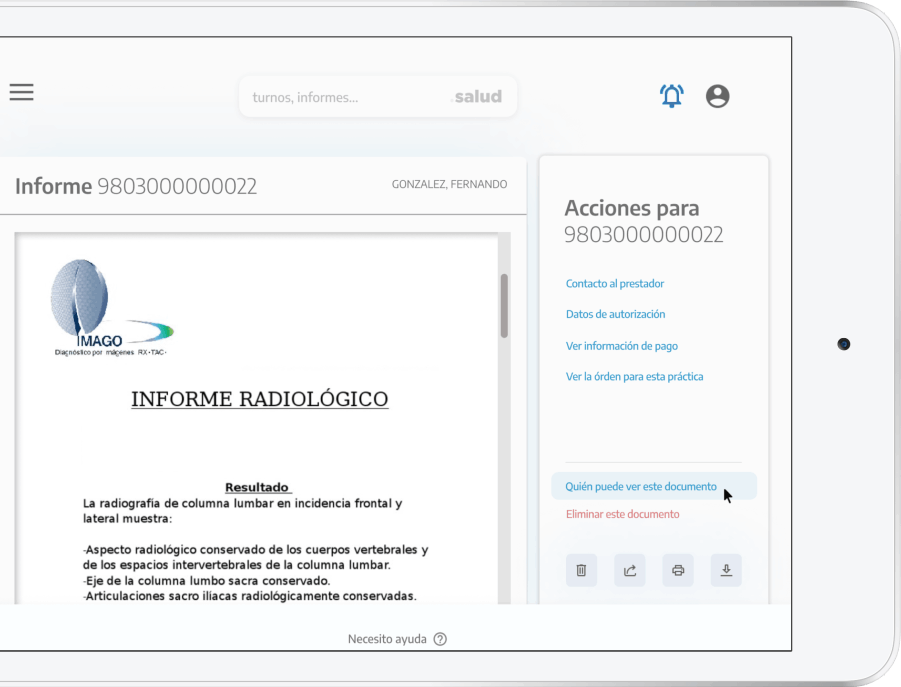 turnos, informes...
.salud
Informe 9803000000022
GONZALEZ, FERNANDO
IMAGO
Diagnóstico por imágenes RX•TAC•
INFORME RADIOLÓGICO
Resultado
La radiografía de columna lumbar en incidencia frontal y
lateral muestra:
-Aspecto radiológico conservado de los cuerpos vertebrales y
de los espacios intervertebrales de la columna lumbar.
-Eje de la columna lumbo sacra conservado.
-Articulaciones sacro ilíacas radiológicamente conservadas.
Acciones para
9803000000022
Contacto al prestador
Datos de autorización
Ver información de pago
Ver la órden para esta práctica
Quién puede ver este documento
Eliminar este documento
Necesito ayuda ?